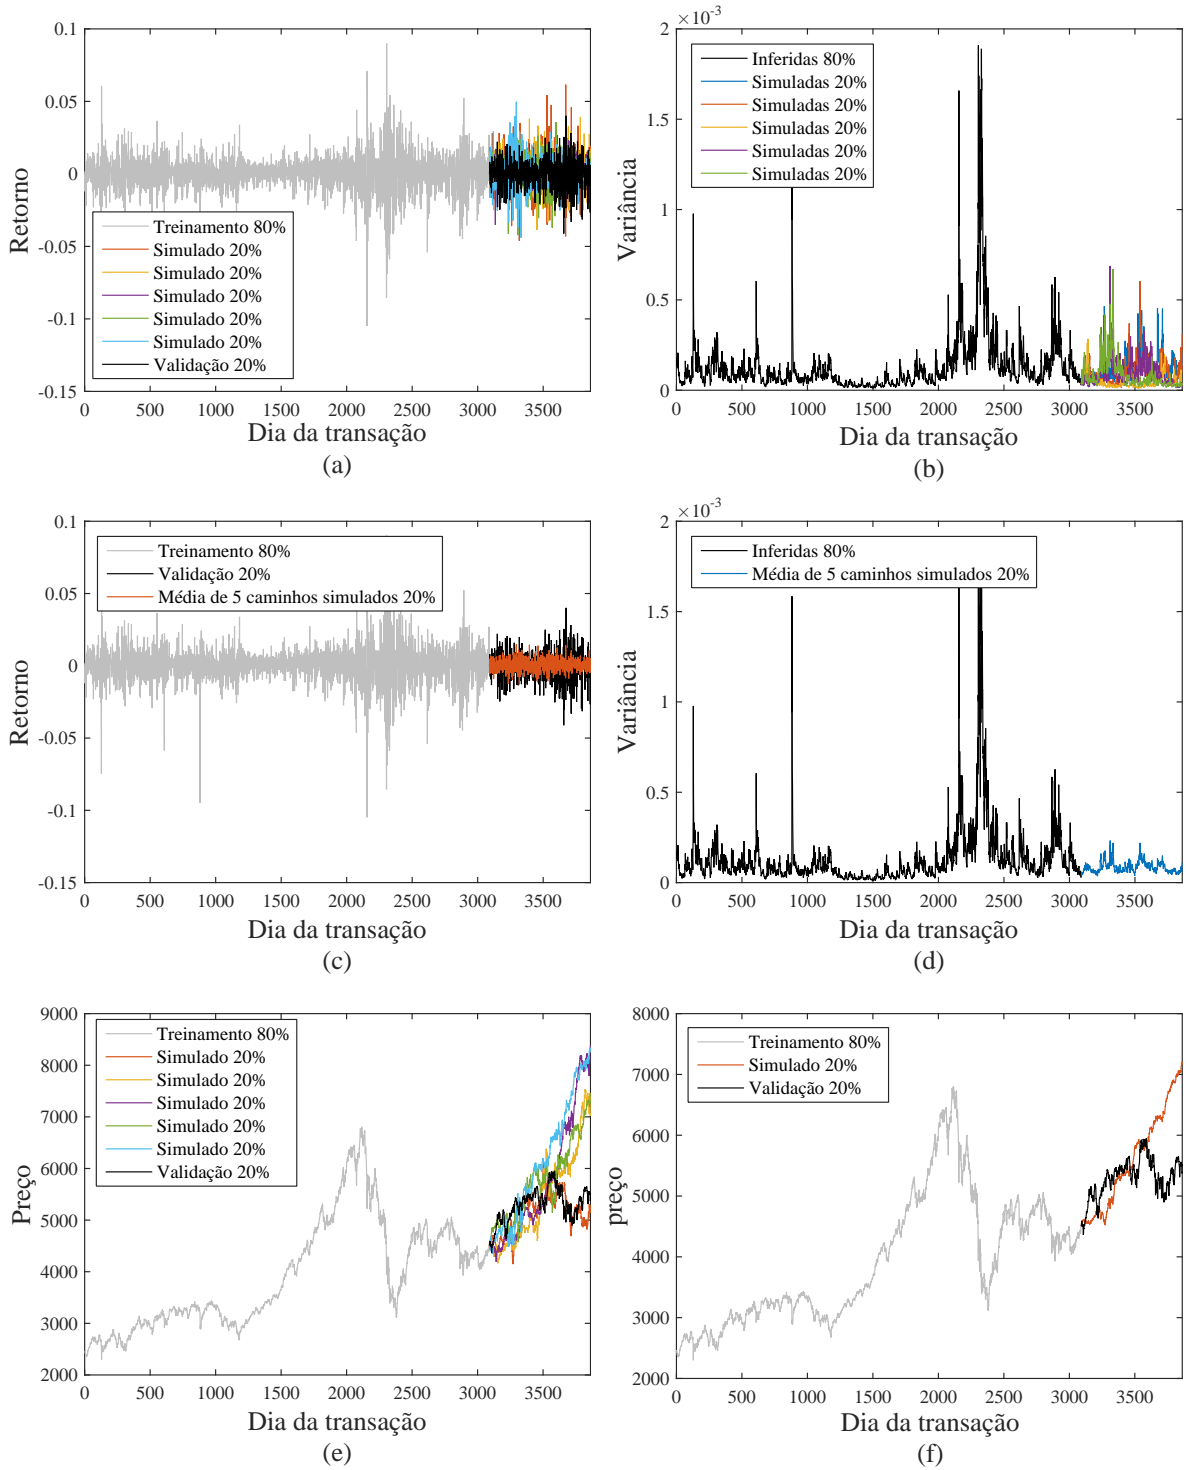 0.1
0.05
0
-0.05
-0.1
-0.15
Retorno
Treinamento 80%
Simulado 20%
Simulado 20%
Simulado 20%
Simulado 20%
Simulado 20%
Validação 20%
0 500 1000 1500 2000 2500 3000 3500
Dia da transação
(a)
×10⁻³
2
1.5
1
0.5
0
Variância
Inferidas 80%
Simuladas 20%
Simuladas 20%
Simuladas 20%
Simuladas 20%
Simuladas 20%
0 500 1000 1500 2000 2500 3000 3500
Dia da transação
(b)
0.1
0.05
0
-0.05
-0.1
-0.15
Retorno
Treinamento 80%
Validação 20%
Média de 5 caminhos simulados 20%
0 500 1000 1500 2000 2500 3000 3500
Dia da transação
(c)
×10⁻³
2
1.5
1
0.5
0
Variância
Inferidas 80%
Média de 5 caminhos simulados 20%
0 500 1000 1500 2000 2500 3000 3500
Dia da transação
(d)
9000
8000
7000
6000
5000
4000
3000
2000
Preço
Treinamento 80%
Simulado 20%
Simulado 20%
Simulado 20%
Simulado 20%
Simulado 20%
Validação 20%
0 500 1000 1500 2000 2500 3000 3500
Dia da transação
(e)
8000
7000
6000
5000
4000
3000
2000
preço
Treinamento 80%
Simulado 20%
Validação 20%
0 500 1000 1500 2000 2500 3000 3500
Dia da transação
(f)